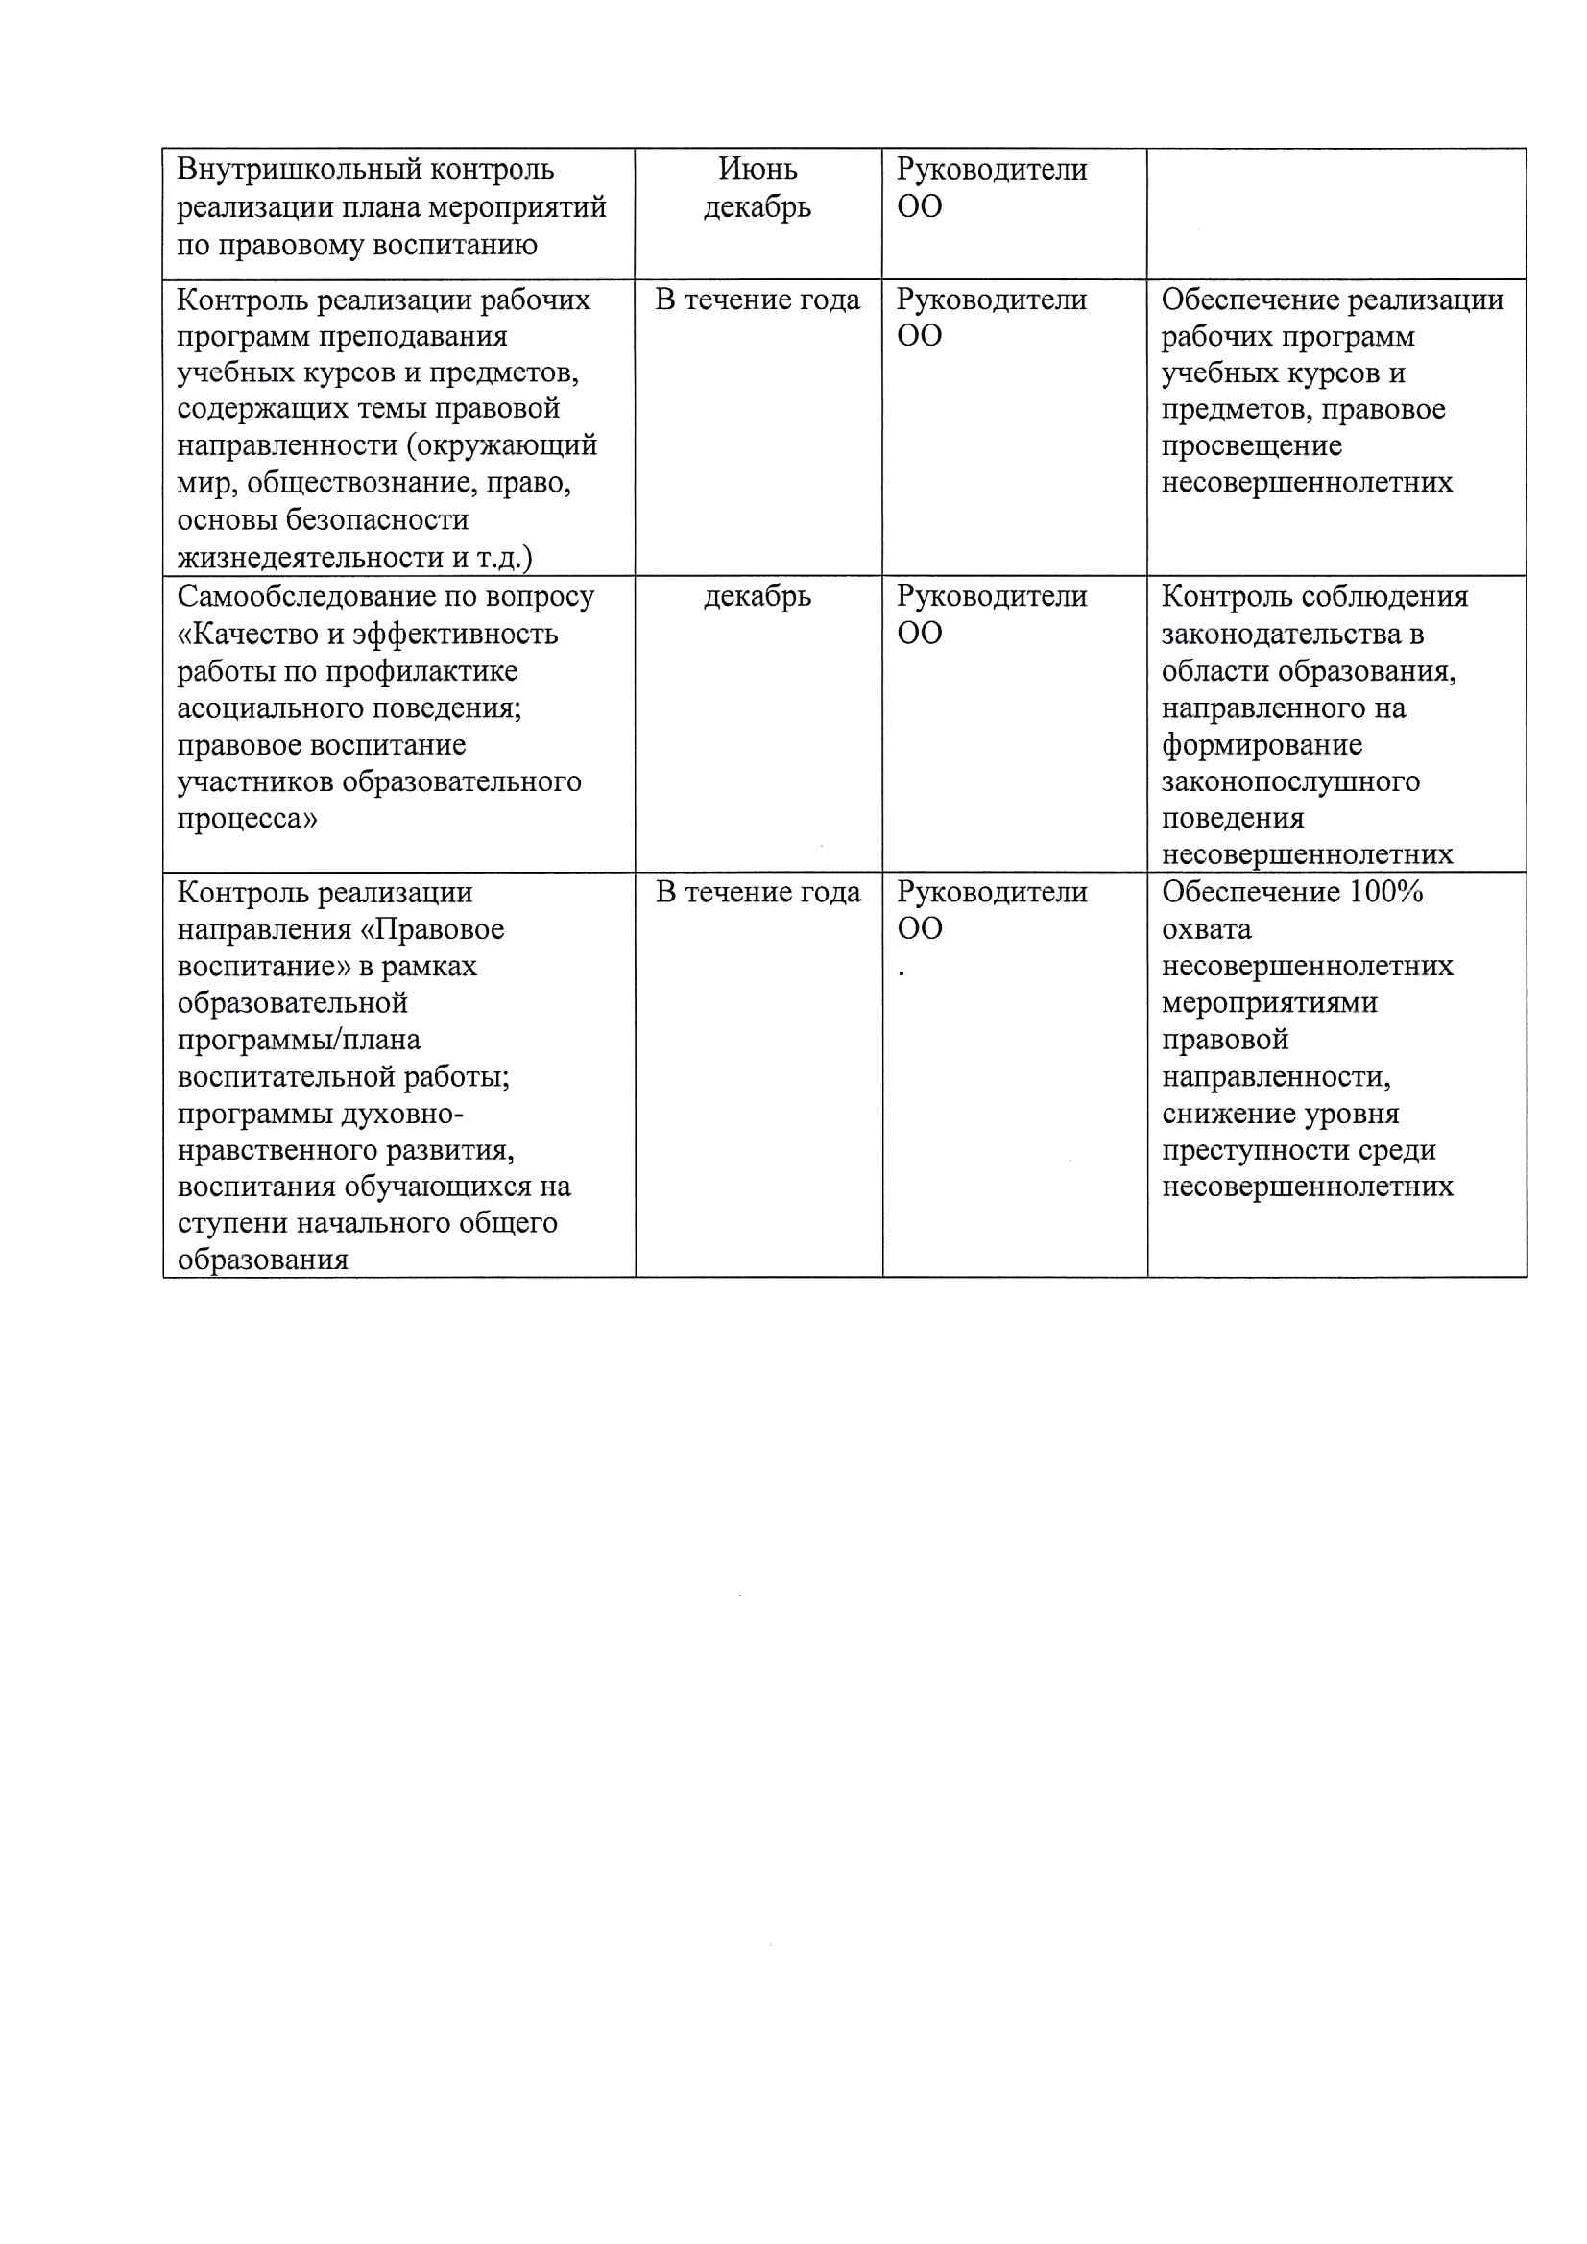 Внутришкольный контроль
реализации плана мероприятий
по правовому воспитанию
Июнь
декабрь
Руководители
ОО
Контроль реализации рабочих
программ преподавания
учебных курсов и предметов,
содержащих темы правовой
направленности (окружающий
мир, обществознание, право,
основы безопасности
жизнедеятельности и т.д.)
В течение года
Руководители
ОО
Обеспечение реализации
рабочих программ
учебных курсов и
предметов, правовое
просвещение
несовершеннолетних
Самообследование по вопросу
«Качество и эффективность
работы по профилактике
асоциального поведения;
правовое воспитание
участников образовательного
процесса»
декабрь
Руководители
ОО
Контроль соблюдения
законодательства в
области образования,
направленного на
формирование
законопослушного
поведения
несовершеннолетних
Контроль реализации
направления «Правовое
воспитание» в рамках
образовательной
программы/плана
воспитательной работы;
программы духовно-
нравственного развития,
воспитания обучающихся на
ступени начального общего
образования
В течение года
Руководители
ОО
.
Обеспечение 100%
охвата
несовершеннолетних
мероприятиями
правовой
направленности,
снижение уровня
преступности среди
несовершеннолетних